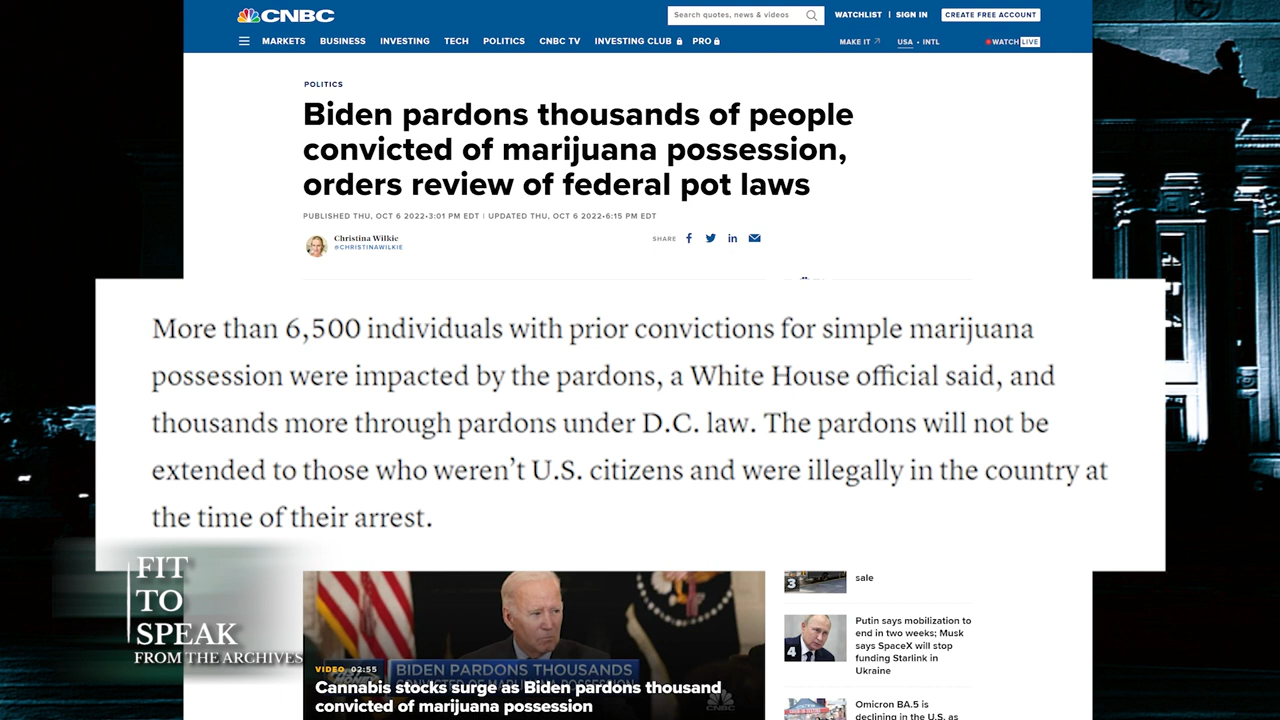 CNBC
Search quotes, news & videos
WATCHLIST | SIGN IN
CREATE FREE ACCOUNT
MARKETS BUSINESS INVESTING TECH POLITICS CNBC TV INVESTING CLUB PRO
MAKE IT USA • INTL WATCH LIVE
POLITICS
Biden pardons thousands of people
convicted of marijuana possession,
orders review of federal pot laws
PUBLISHED THU, OCT 6 2022•3:01 PM EDT | UPDATED THU, OCT 6 2022•6:15 PM EDT
Christina Wilkie
@CHRISTINAWILKIE
SHARE
More than 6,500 individuals with prior convictions for simple marijuana
possession were impacted by the pardons, a White House official said, and
thousands more through pardons under D.C. law. The pardons will not be
extended to those who weren't U.S. citizens and were illegally in the country at
the time of their arrest.
FIT
TO
SPEAK
FROM THE ARCHIVES
VIDEO 02:55
BIDEN PARDONS THOUSANDS
Cannabis stocks surge as Biden pardons thousand
convicted of marijuana possession
CNBC
3
sale
4
Putin says mobilization to
end in two weeks; Musk
says SpaceX will stop
funding Starlink in
Ukraine
Omicron BA.5 is
declining in the U.S. as